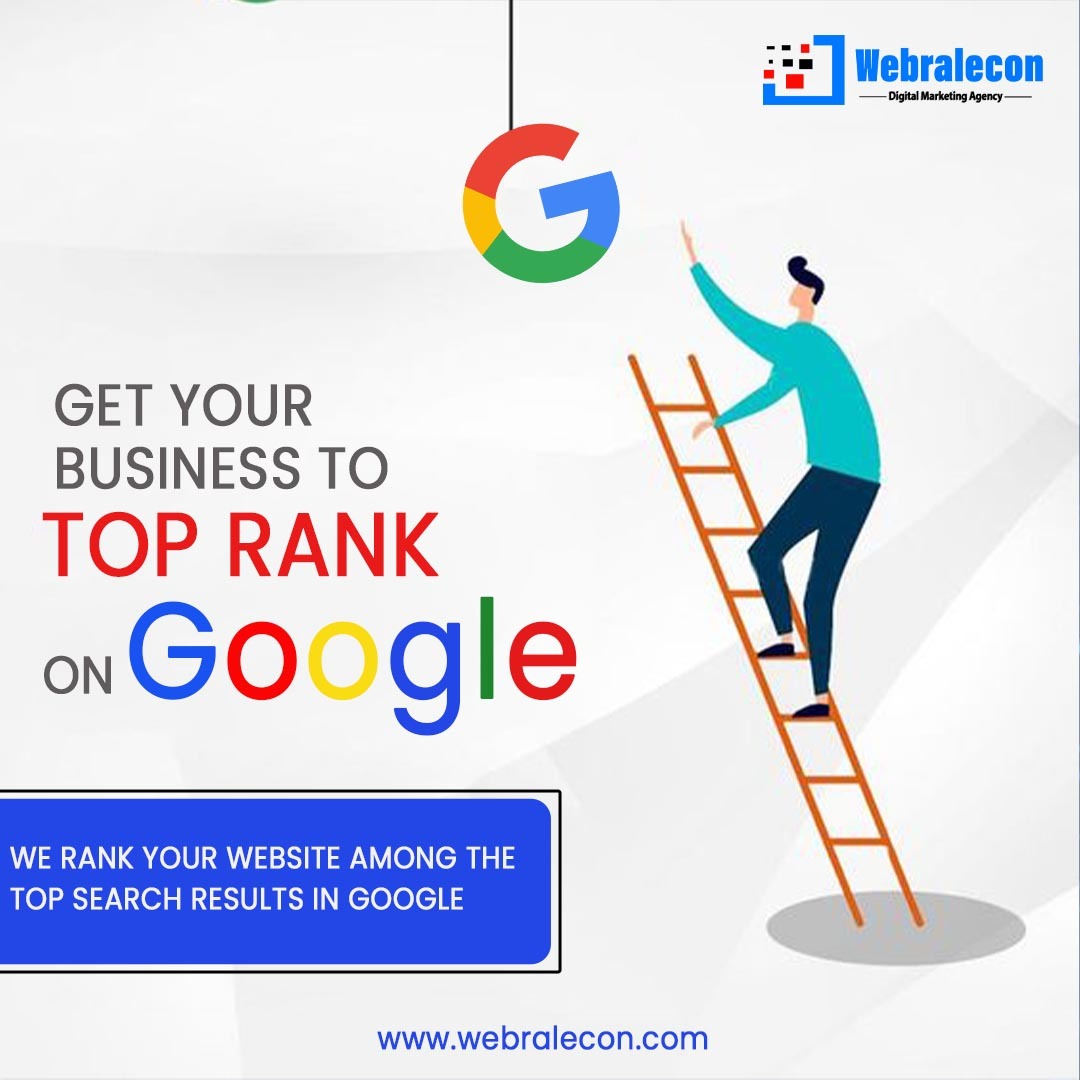 Webralecon
Digital Marketing Agency
GET YOUR
BUSINESS TO
TOP RANK
ON Google
WE RANK YOUR WEBSITE AMONG THE
TOP SEARCH RESULTS IN GOOGLE
www.webralecon.com